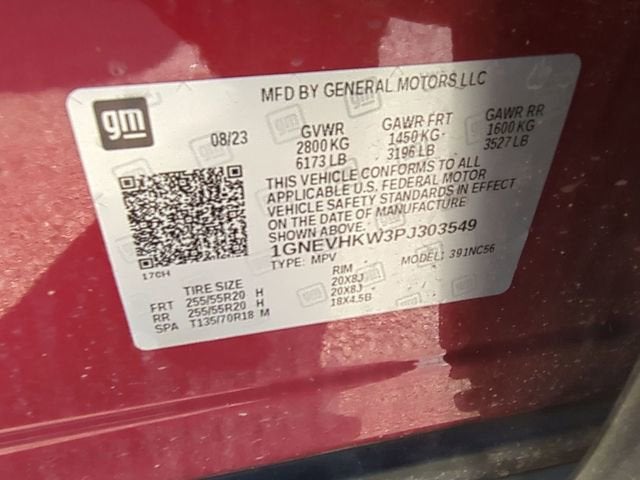 MFD BY GENERAL MOTORS LLC
gm
08/23
GVWR
2800 KG
6173 LB
GAWR FRT
1450 KG
3196 LB
GAWR RR
1600 KG
3527 LB
THIS VEHICLE CONFORMS TO ALL
APPLICABLE U.S. FEDERAL MOTOR
VEHICLE SAFETY STANDARDS IN EFFECT
ON THE DATE OF MANUFACTURE
SHOWN ABOVE.
1GNEVHKW3PJ303549
TYPE: MPV
MODEL: 391NC56
17CH
TIRE SIZE
RIM
FRT 255/55R20 H 20X8J
RR 255/55R20 H 20X8J
SPA T135/70R18 M 18X4.5B